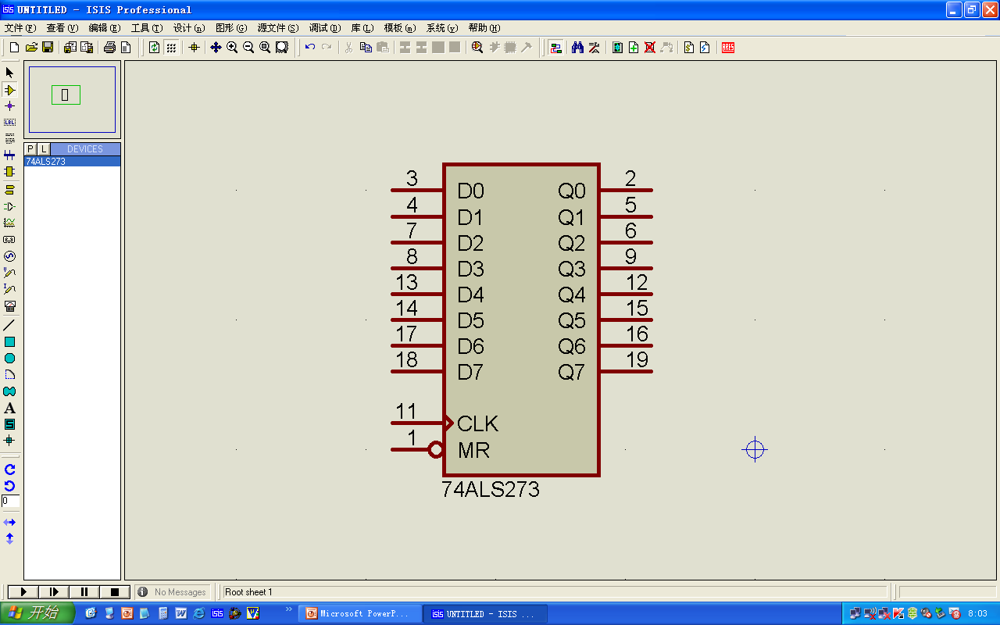 UNTITLED - ISIS Professional
文件(F) 查看(V) 编辑(E) 工具(T) 设计(n) 图形(G) 源文件(S) 调试(D) 库(L) 模板(m) 系统(y) 帮助(H)
P L DEVICES
74ALS273
3 D0 Q0 2
4 D1 Q1 5
7 D2 Q2 6
8 D3 Q3 9
13 D4 Q4 12
14 D5 Q5 15
17 D6 Q6 16
18 D7 Q7 19
11 CLK
1 MR
74ALS273
LBL
A
S
0
ARES
No Messages Root sheet 1
开始 Microsoft PowerP... UNTITLED - ISIS ... 8:03